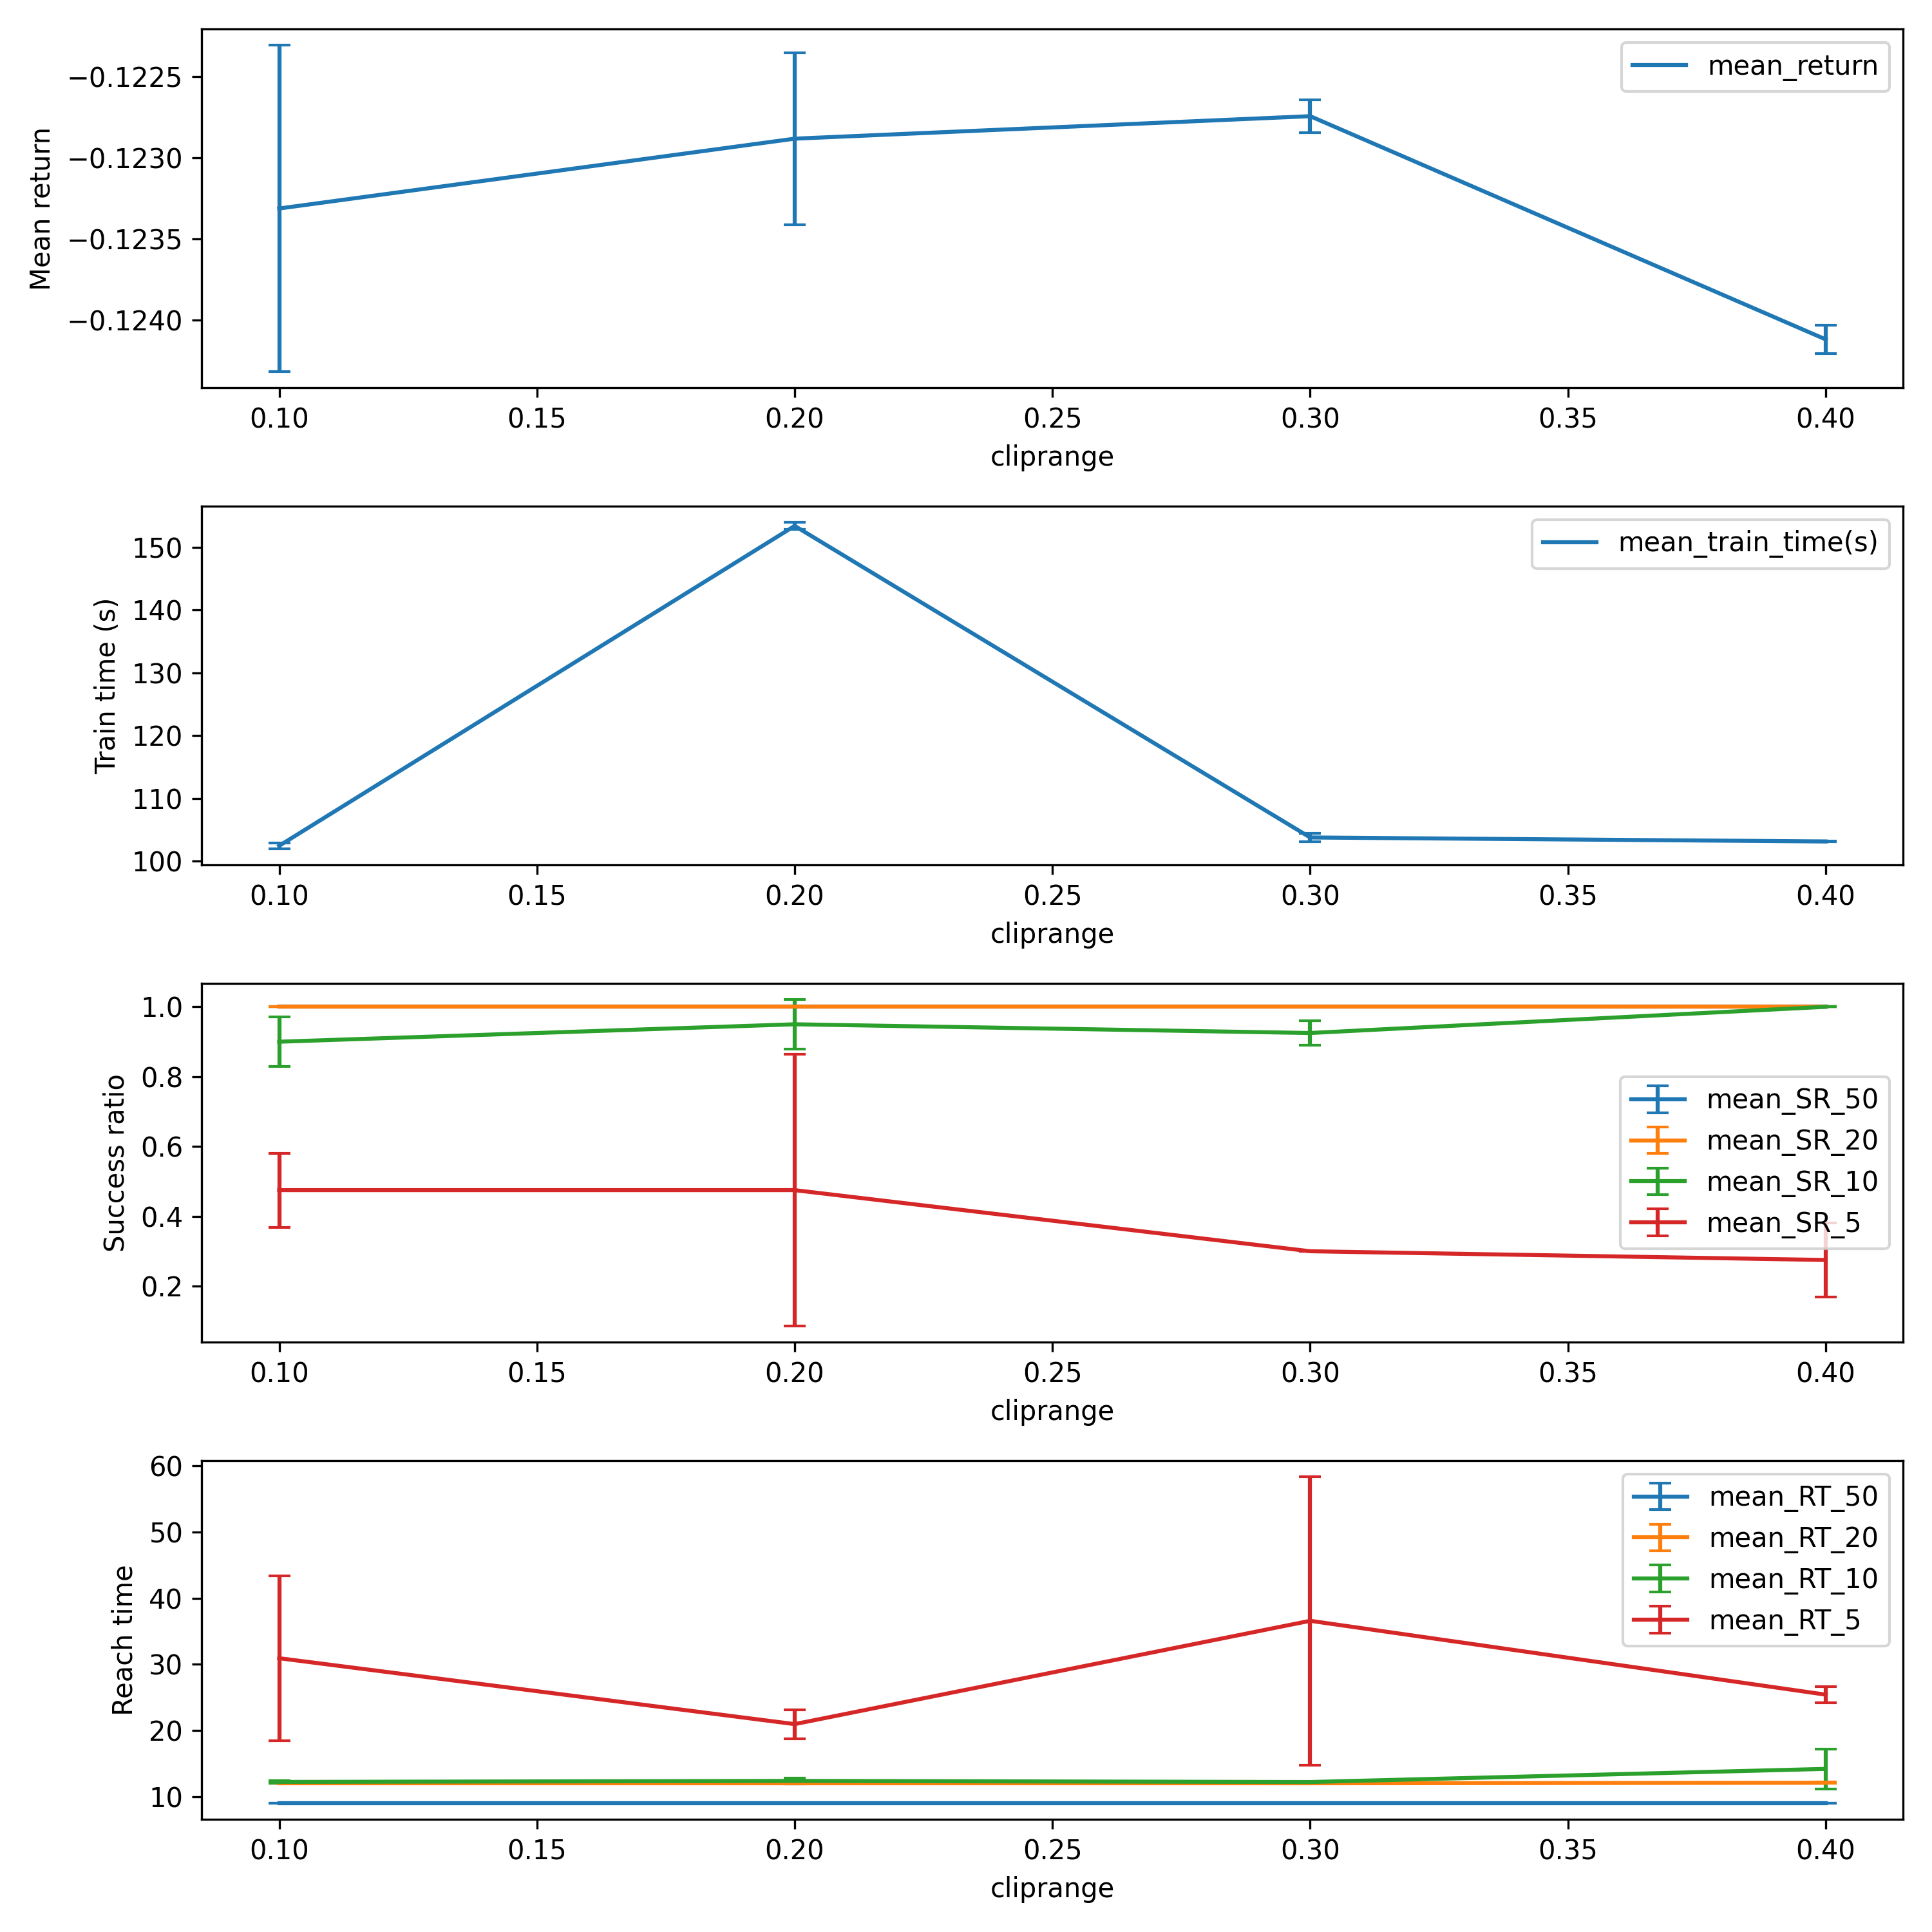 mean_return
−0.1225
−0.1230
−0.1235
−0.1240
Mean return
0.10 0.15 0.20 0.25 0.30 0.35 0.40
cliprange
mean_train_time(s)
150
140
130
120
110
100
Train time (s)
0.10 0.15 0.20 0.25 0.30 0.35 0.40
cliprange
1.0
0.8
0.6
0.4
0.2
Success ratio
mean_SR_50
mean_SR_20
mean_SR_10
mean_SR_5
0.10 0.15 0.20 0.25 0.30 0.35 0.40
cliprange
60
50
40
30
20
10
Reach time
mean_RT_50
mean_RT_20
mean_RT_10
mean_RT_5
0.10 0.15 0.20 0.25 0.30 0.35 0.40
cliprange